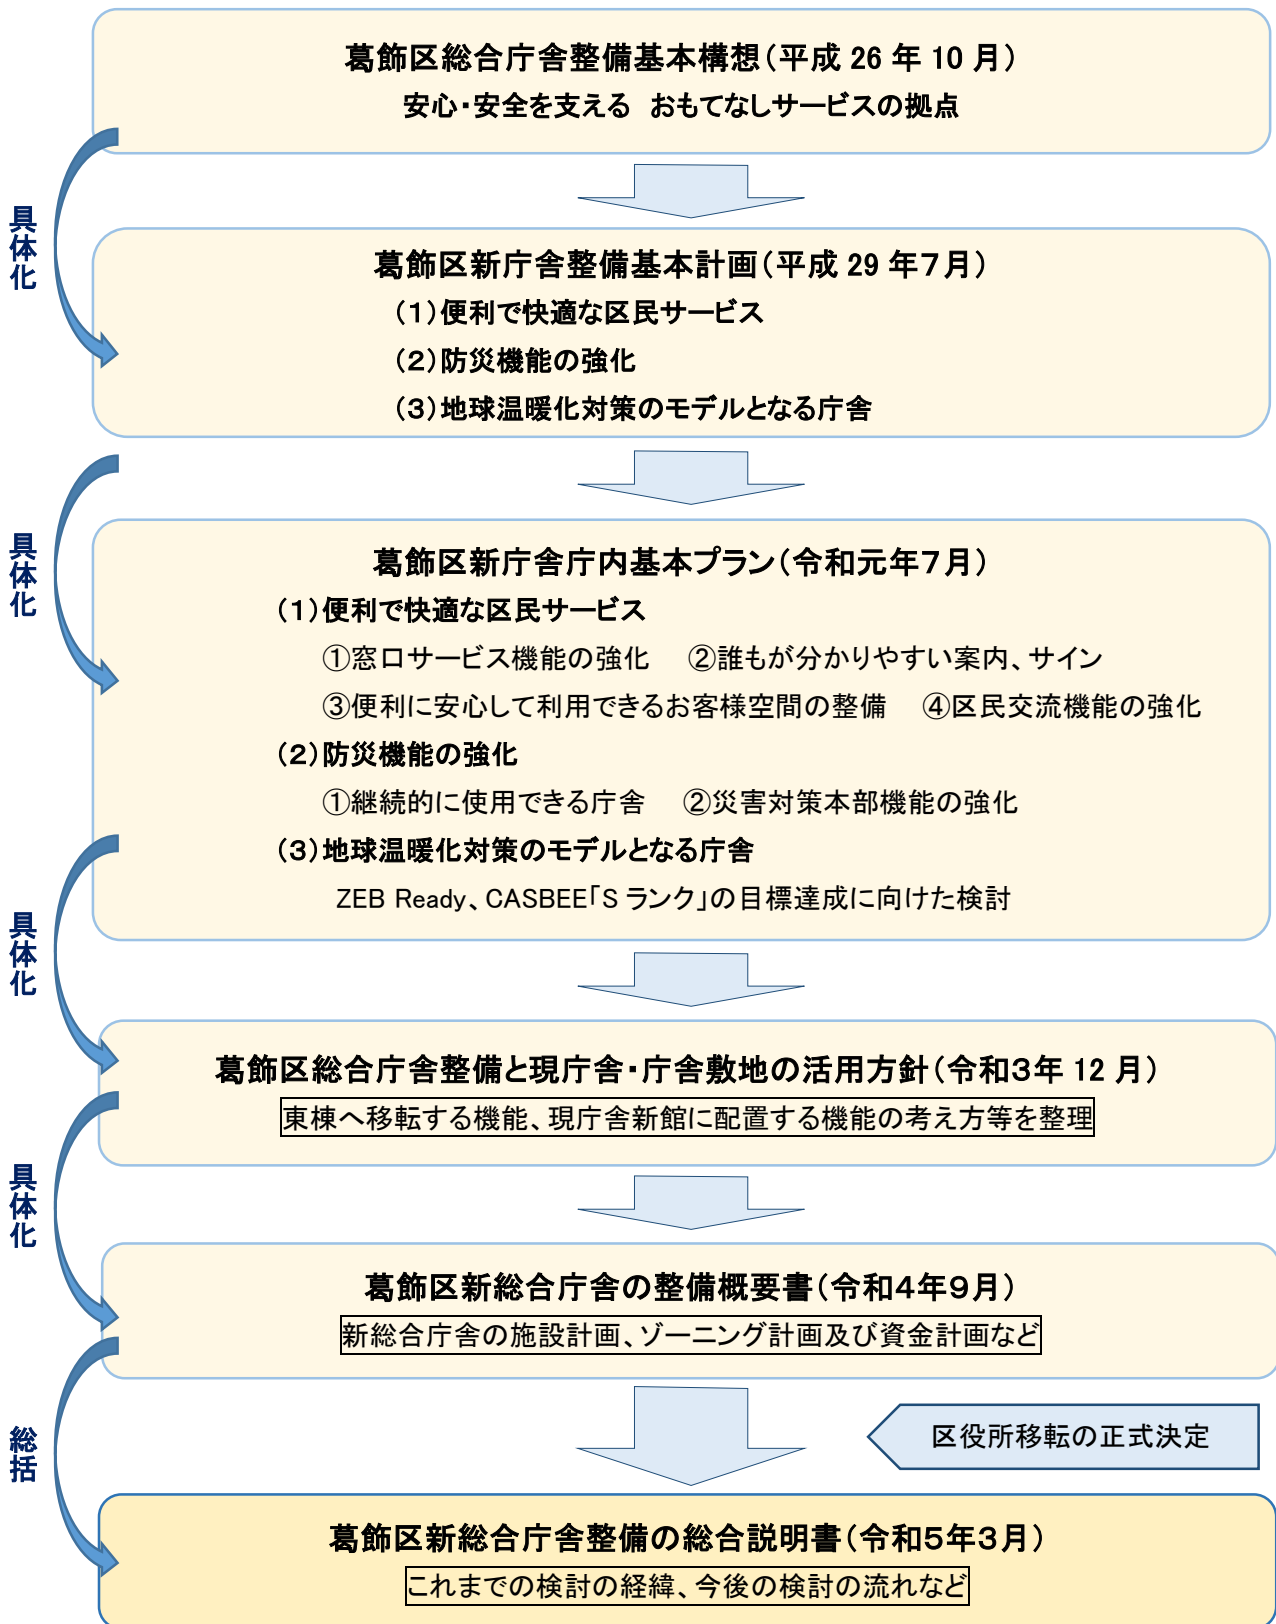 葛飾区総合庁舎整備基本構想(平成 26 年 10 月)
安心・安全を支える おもてなしサービスの拠点
具体化
葛飾区新庁舎整備基本計画(平成 29 年7月)
(1)便利で快適な区民サービス
(2)防災機能の強化
(3)地球温暖化対策のモデルとなる庁舎
具体化
葛飾区新庁舎庁内基本プラン(令和元年7月)
(1)便利で快適な区民サービス
①窓口サービス機能の強化 ②誰もが分かりやすい案内、サイン
③便利に安心して利用できるお客様空間の整備 ④区民交流機能の強化
(2)防災機能の強化
①継続的に使用できる庁舎 ②災害対策本部機能の強化
(3)地球温暖化対策のモデルとなる庁舎
ZEB Ready、CASBEE「S ランク」の目標達成に向けた検討
具体化
葛飾区総合庁舎整備と現庁舎・庁舎敷地の活用方針(令和3年 12 月)
東棟へ移転する機能、現庁舎新館に配置する機能の考え方等を整理
具体化
葛飾区新総合庁舎の整備概要書(令和4年9月)
新総合庁舎の施設計画、ゾーニング計画及び資金計画など
区役所移転の正式決定
総括
葛飾区新総合庁舎整備の総合説明書(令和5年3月)
これまでの検討の経緯、今後の検討の流れなど